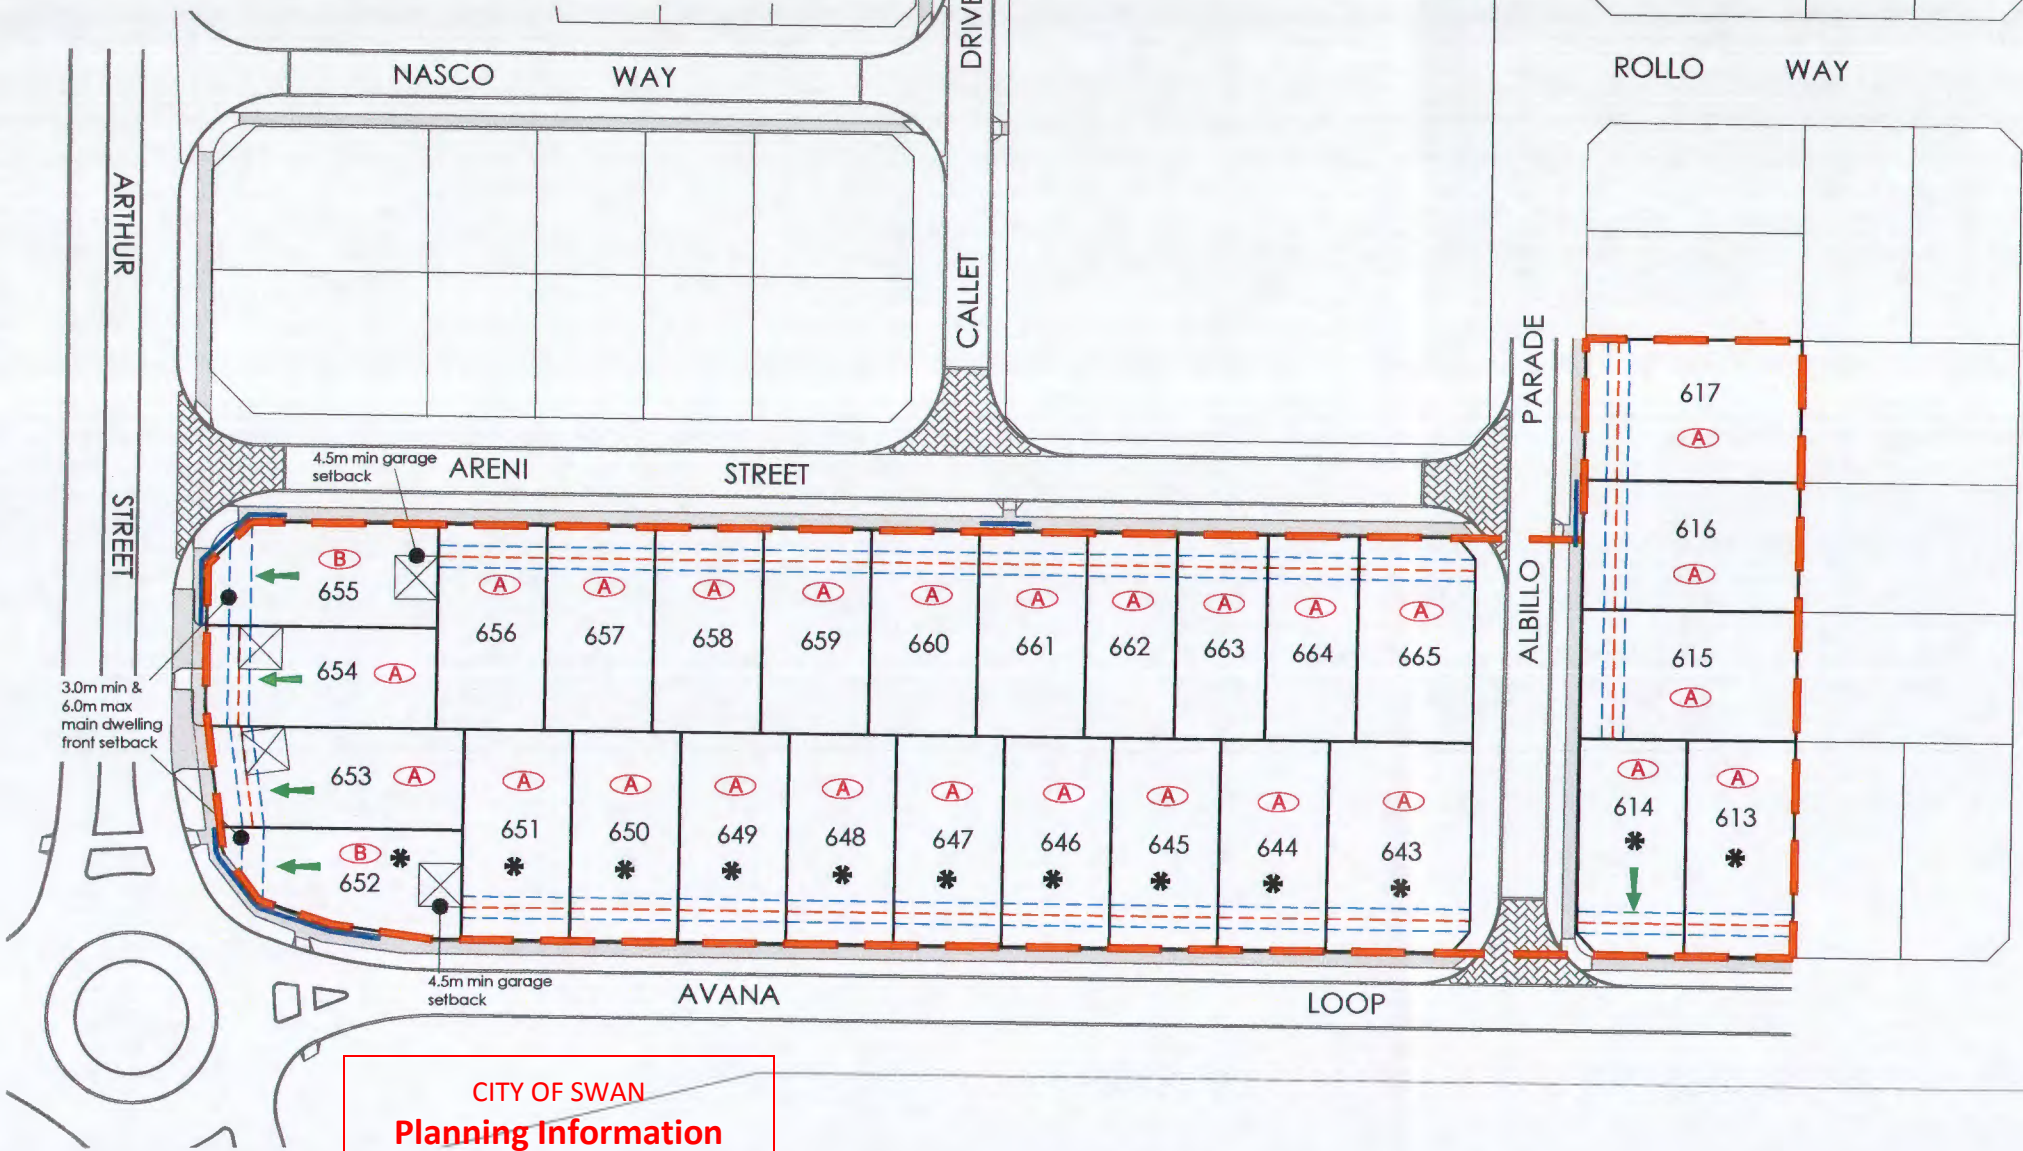 NASCO WAY
DRIVE
ROLLO WAY
ARTHUR
STREET
CALLET
PARADE
ALBILLO
4.5m min garage
setback
ARENI STREET
617
A
616
A
615
A
614
A
613
A
B
655
654 A
653 A
B
652
A
656
A
657
A
658
A
659
A
660
A
661
A
662
A
663
A
664
A
665
3.0m min &
6.0m max
main dwelling
front setback
A
651
A
650
A
649
A
648
A
647
A
646
A
645
A
644
A
643
4.5m min garage
setback
AVANA LOOP
CITY OF SWAN
Planning Information